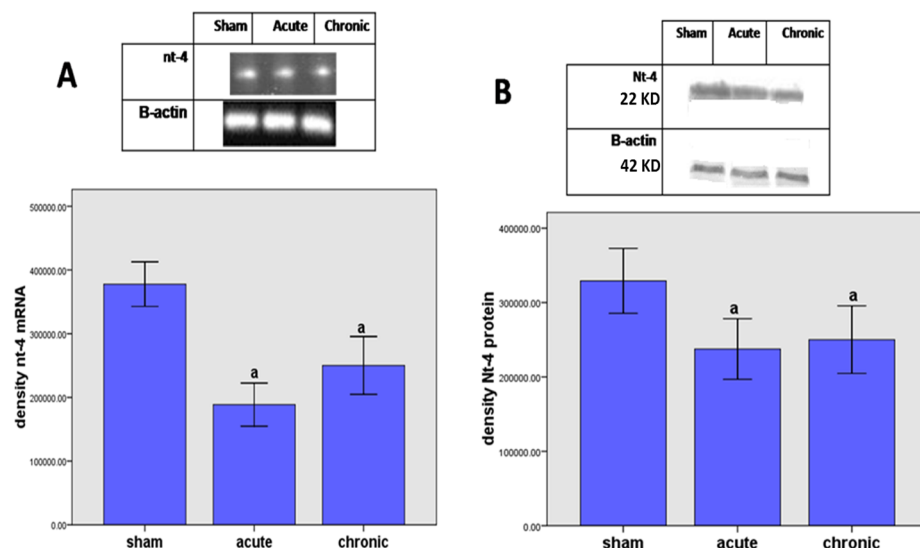 A
Sham Acute Chronic
nt-4
B-actin
density nt-4 mRNA
500000.00
400000.00
300000.00
200000.00
100000.00
0.00
a
a
sham acute chronic
B
Sham Acute Chronic
Nt-4
22 KD
B-actin
42 KD
density Nt-4 protein
400000.00
300000.00
200000.00
100000.00
0.00
a
a
sham acute chronic